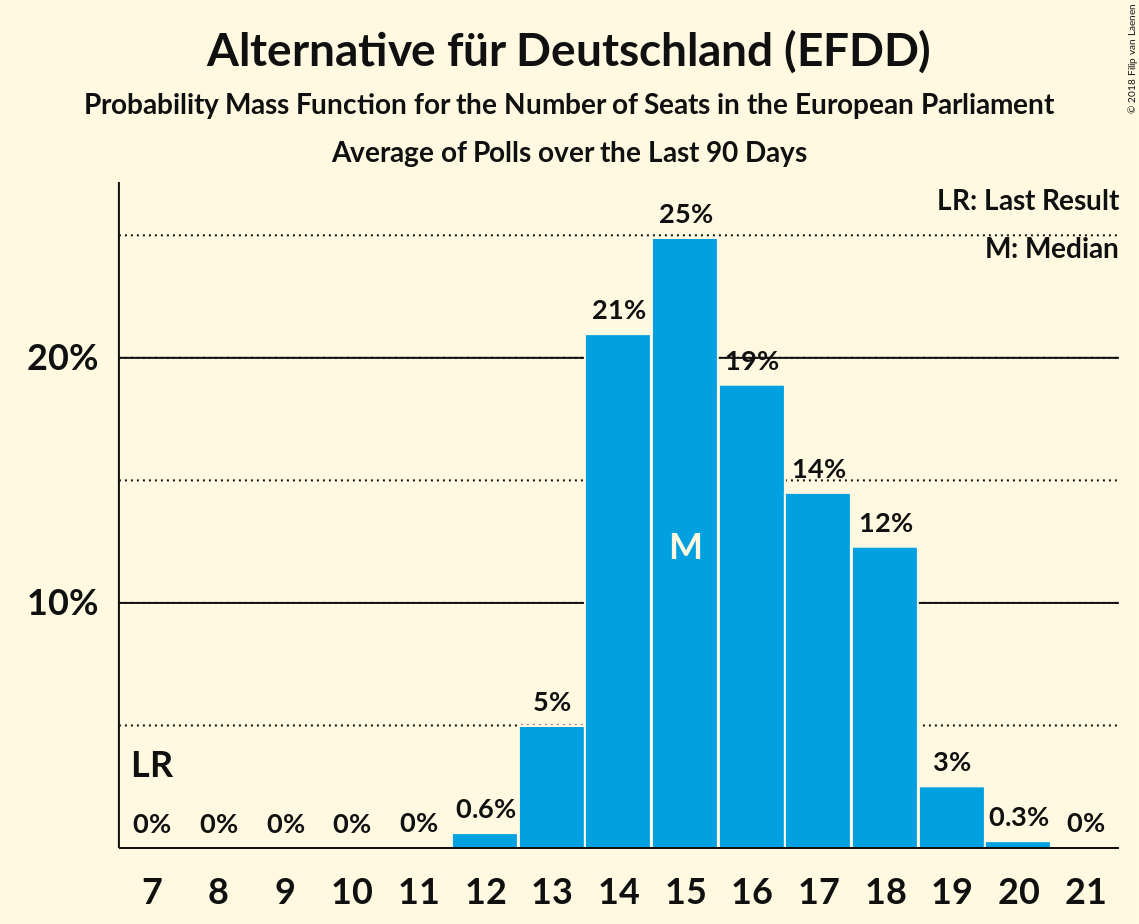 Alternative für Deutschland (EFDD)
Probability Mass Function for the Number of Seats in the European Parliament
Average of Polls over the Last 90 Days
© 2018 Filip van Laenen
LR: Last Result
M: Median
25%
21%
20%
19%
14%
12%
M
10%
5%
LR
3%
0% 0% 0% 0% 0% 0.6% 0.3% 0%
7 8 9 10 11 12 13 14 15 16 17 18 19 20 21